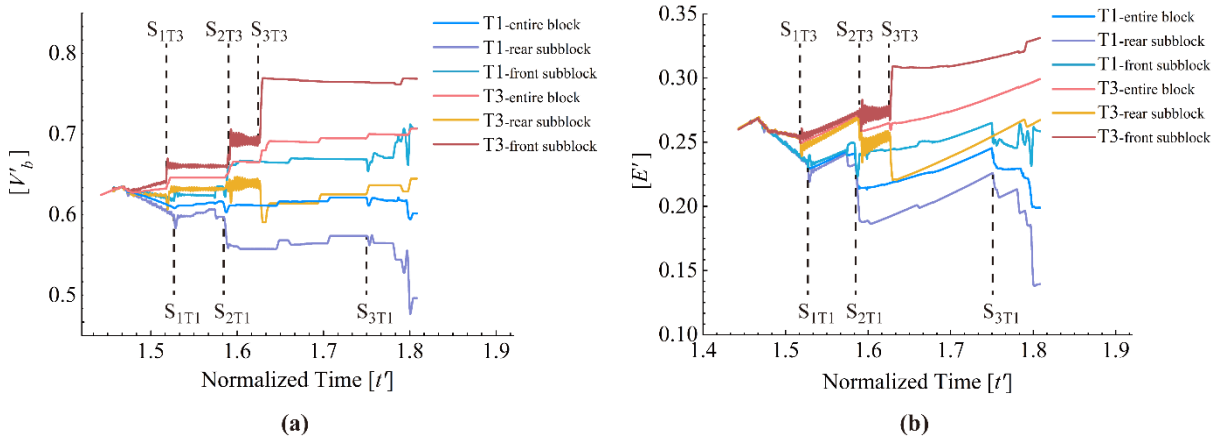 S1T3 S2T3 S3T3
T1-entire block
T1-rear subblock
T1-front subblock
T3-entire block
T3-rear subblock
T3-front subblock
0.8
0.7
0.6
0.5
[V'b]
S1T1 S2T1 S3T1
1.5 1.6 1.7 1.8 1.9
Normalized Time [t']
(a)
S1T3 S2T3 S3T3
T1-entire block
T1-rear subblock
T1-front subblock
T3-entire block
T3-rear subblock
T3-front subblock
0.35
0.30
0.25
0.20
0.15
0.10
[E']
S1T1 S2T1 S3T1
1.4 1.5 1.6 1.7 1.8 1.9
Normalized Time [t']
(b)